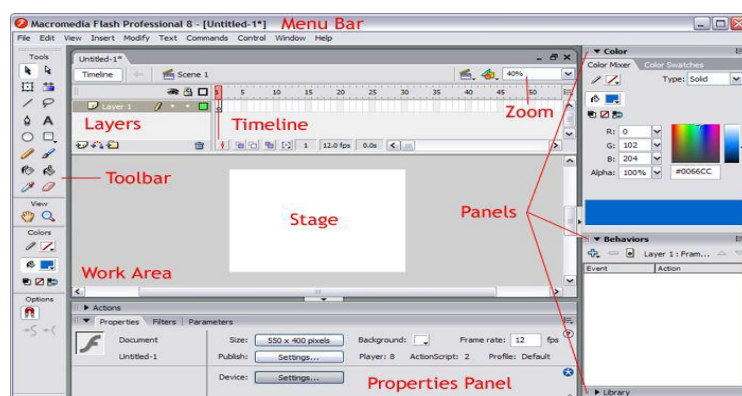 Macromedia Flash Professional 8 - [Untitled-1*]
Menu Bar
File Edit View Insert Modify Text Commands Control Window Help
Tools
View
Colors
Options
Toolbar
Untitled-1*
Timeline
Scene 1
40%
Zoom
1 5 10 15 20 25 30 35 40 45 50
Layer 1
Layers
Timeline
1 12.0 fps 0.0s
Stage
Work Area
Panels
Actions
Properties Filters Parameters
Document
Untitled-1
Size: 550 x 400 pixels Background: Frame rate: 12 fps
Publish: Settings... Player: 8 ActionScript: 2 Profile: Default
Device: Settings...
Properties Panel
Color
Color Mixer Color Swatches
Type: Solid
R: 0
G: 102
B: 204
Alpha: 100% #0066CC
Behaviors
Layer 1 : Fram...
Event Action
Library